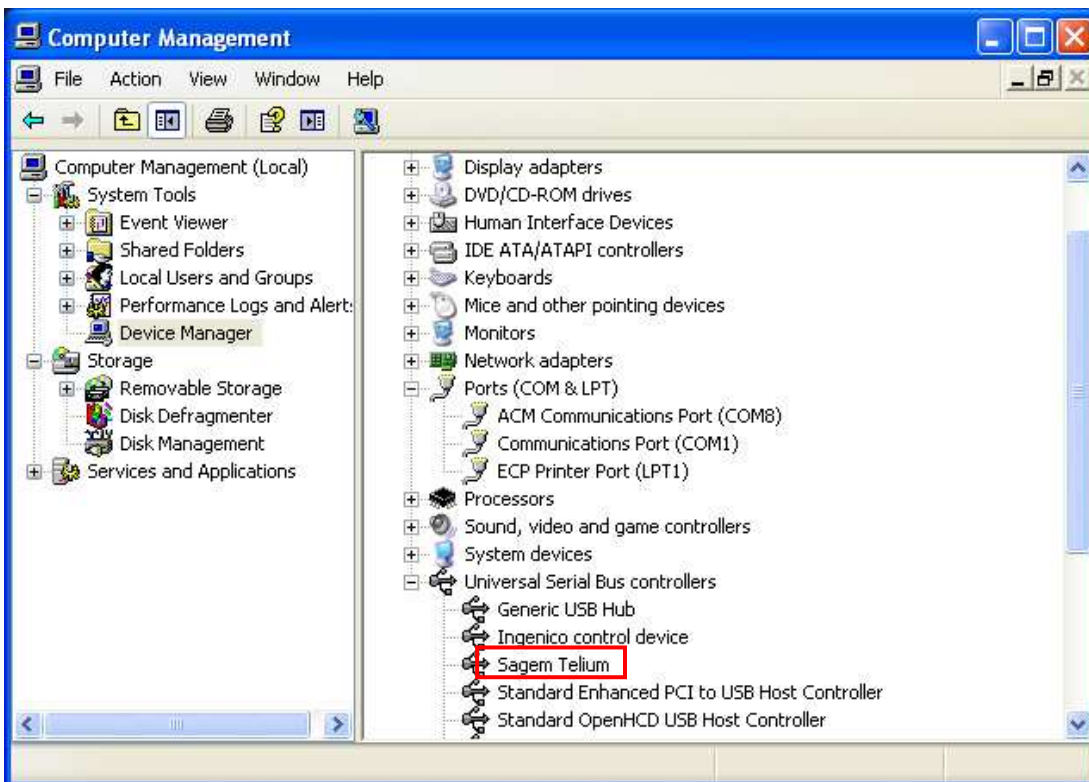 Computer Management
File Action View Window Help
Computer Management (Local)
System Tools
Event Viewer
Shared Folders
Local Users and Groups
Performance Logs and Alert
Device Manager
Storage
Removable Storage
Disk Defragmenter
Disk Management
Services and Applications
Display adapters
DVD/CD-ROM drives
Human Interface Devices
IDE ATA/ATAPI controllers
Keyboards
Mice and other pointing devices
Monitors
Network adapters
Ports (COM & LPT)
ACM Communications Port (COM8)
Communications Port (COM1)
ECP Printer Port (LPT1)
Processors
Sound, video and game controllers
System devices
Universal Serial Bus controllers
Generic USB Hub
Ingenico control device
Sagem Telium
Standard Enhanced PCI to USB Host Controller
Standard OpenHCD USB Host Controller